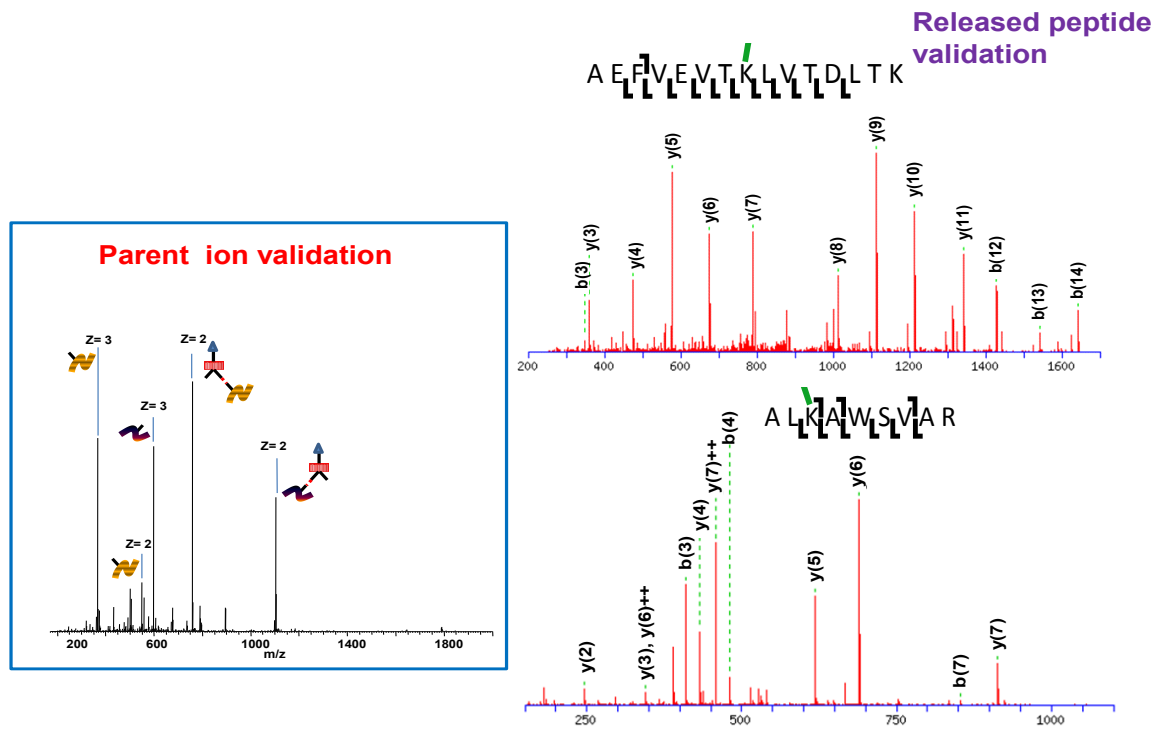 Released peptide
validation
A E F V E V T K L V T D L T K
y(9)
y(5)
y(10)
y(6)
y(7)
y(11)
y(3)
b(3)
y(4)
y(8)
b(12)
b(13)
b(14)
200 400 600 800 1000 1200 1400 1600
Parent ion validation
Z= 3
Z= 2
Z= 3
Z= 2
Z= 2
200 600 1000 1400 1800
m/z
A L K A W S V A R
b(4)
y(7)++
y(6)
y(4)
b(3)
y(5)
y(3), y(6)++
y(2)
b(7)
y(7)
250 500 750 1000